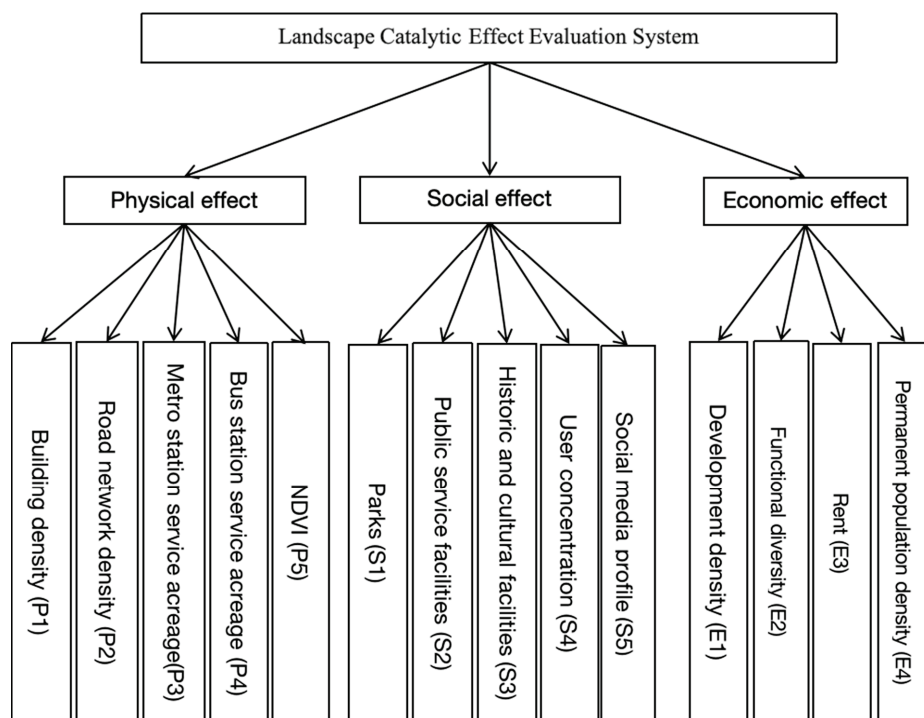 Landscape Catalytic Effect Evaluation System
Physical effect
Social effect
Economic effect
Building density (P1)
Road network density (P2)
Metro station service acreage(P3)
Bus station service acreage (P4)
NDVI (P5)
Parks (S1)
Public service facilities (S2)
Historic and cultural facilities (S3)
User concentration (S4)
Social media profile (S5)
Development density (E1)
Functional diversity (E2)
Rent (E3)
Permanent population density (E4)